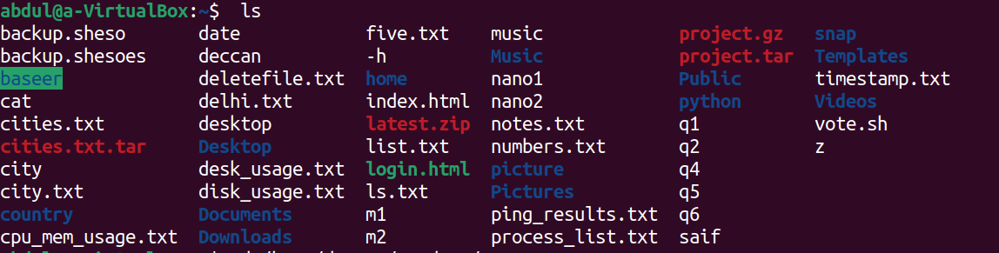 abdul@a-VirtualBox:~$  ls
backup.sheso date five.txt music project.gz snap
backup.shesoes deccan -h Music project.tar Templates
baseer deletefile.txt home nano1 Public timestamp.txt
cat delhi.txt index.html nano2 python Videos
cities.txt desktop latest.zip notes.txt q1 vote.sh
cities.txt.tar Desktop list.txt numbers.txt q2 z
city desk_usage.txt login.html picture q4
city.txt disk_usage.txt ls.txt Pictures q5
country Documents m1 ping_results.txt q6
cpu_mem_usage.txt Downloads m2 process_list.txt saif